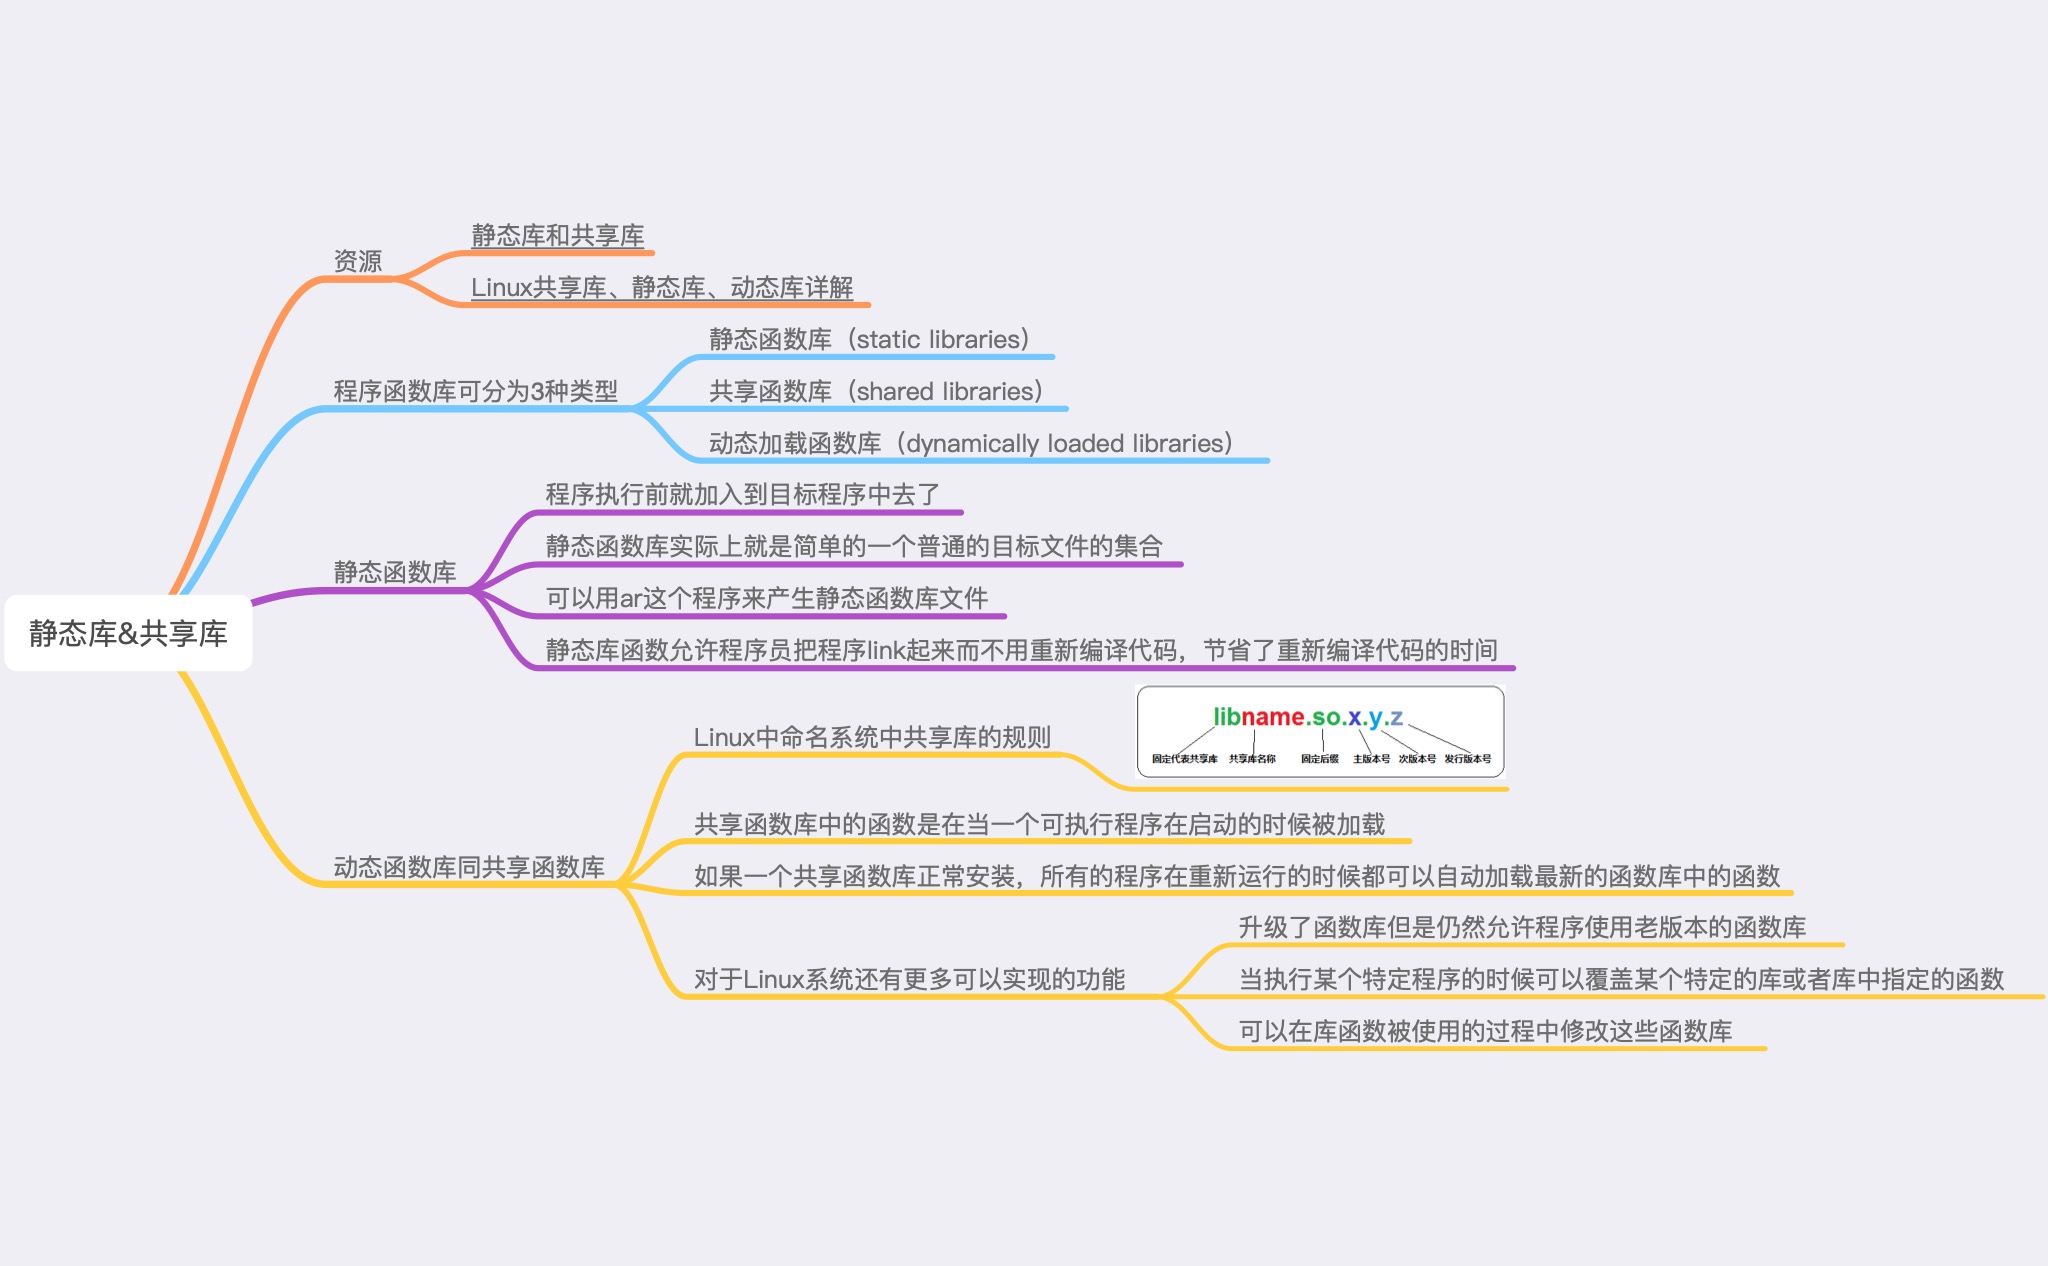 静态库&共享库
资源
静态库和共享库
Linux共享库、静态库、动态库详解
程序函数库可分为3种类型
静态函数库（static libraries）
共享函数库（shared libraries）
动态加载函数库（dynamically loaded libraries）
静态函数库
程序执行前就加入到目标程序中去了
静态函数库实际上就是简单的一个普通的目标文件的集合
可以用ar这个程序来产生静态函数库文件
静态库函数允许程序员把程序link起来而不用重新编译代码，节省了重新编译代码的时间
动态函数库同共享函数库
Linux中命名系统中共享库的规则
libname.so.x.y.z
固定代表共享库 共享库名称 固定后缀 主版本号 次版本号 发行版本号
共享函数库中的函数是在当一个可执行程序在启动的时候被加载
如果一个共享函数库正常安装，所有的程序在重新运行的时候都可以自动加载最新的函数库中的函数
对于Linux系统还有更多可以实现的功能
升级了函数库但是仍然允许程序使用老版本的函数库
当执行某个特定程序的时候可以覆盖某个特定的库或者库中指定的函数
可以在库函数被使用的过程中修改这些函数库